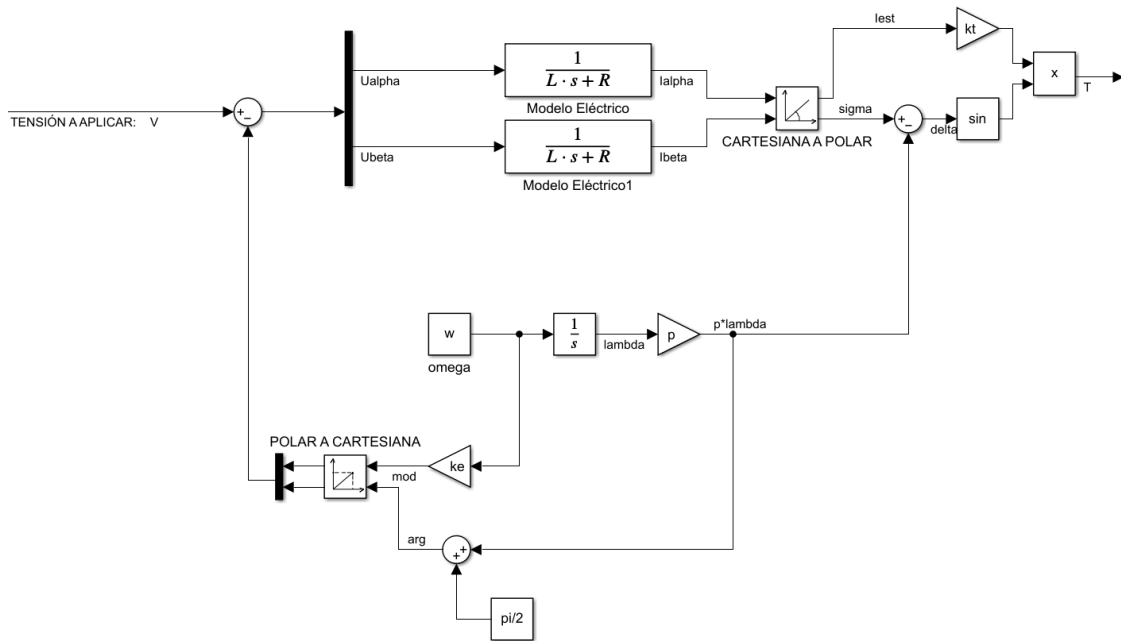 Iest
kt
x
T
1
L · s + R
Ualpha
Ialpha
Modelo Eléctrico
sigma
+
−
sin
delta
CARTESIANA A POLAR
+
−
TENSIÓN A APLICAR: V
1
L · s + R
Ubeta
Ibeta
Modelo Eléctrico1
w
omega
1
s
lambda
p
p*lambda
POLAR A CARTESIANA
ke
mod
arg
+
+
pi/2